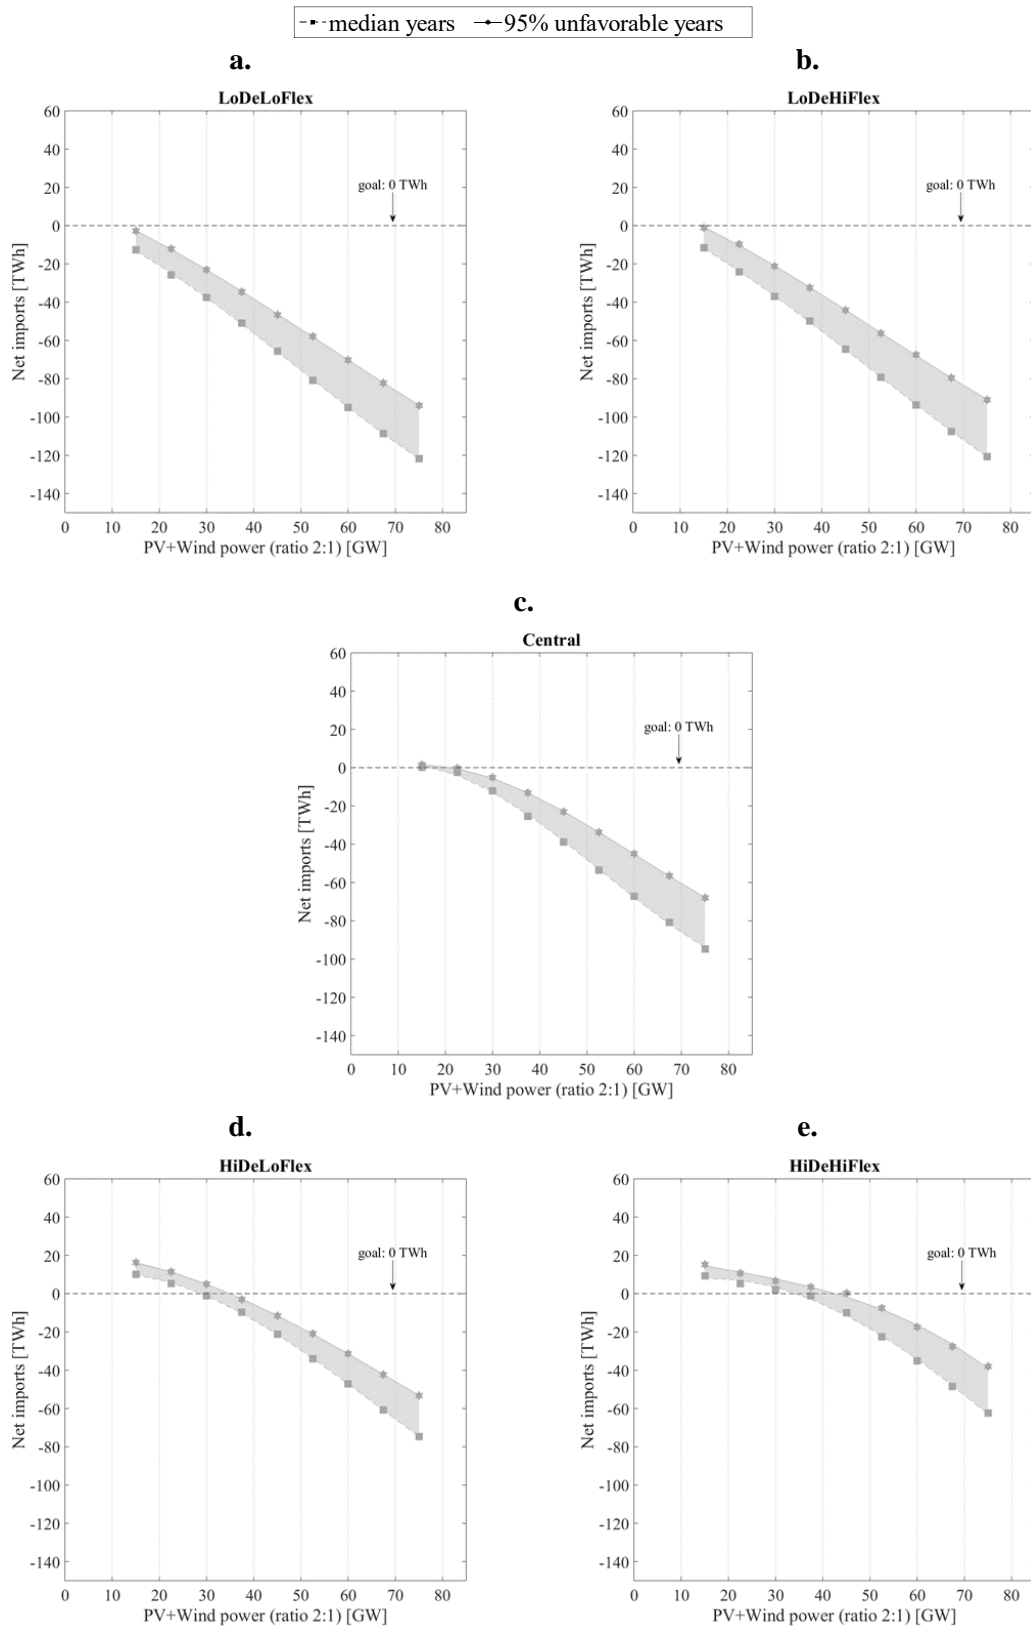 median years 95% unfavorable years
a.
LoDeLoFlex
60
40
20
0
-20
-40
-60
-80
-100
-120
-140
Net imports [TWh]
goal: 0 TWh
0 10 20 30 40 50 60 70 80
PV+Wind power (ratio 2:1) [GW]
b.
LoDeHiFlex
60
40
20
0
-20
-40
-60
-80
-100
-120
-140
Net imports [TWh]
goal: 0 TWh
0 10 20 30 40 50 60 70 80
PV+Wind power (ratio 2:1) [GW]
c.
Central
60
40
20
0
-20
-40
-60
-80
-100
-120
-140
Net imports [TWh]
goal: 0 TWh
0 10 20 30 40 50 60 70 80
PV+Wind power (ratio 2:1) [GW]
d.
HiDeLoFlex
60
40
20
0
-20
-40
-60
-80
-100
-120
-140
Net imports [TWh]
goal: 0 TWh
0 10 20 30 40 50 60 70 80
PV+Wind power (ratio 2:1) [GW]
e.
HiDeHiFlex
60
40
20
0
-20
-40
-60
-80
-100
-120
-140
Net imports [TWh]
goal: 0 TWh
0 10 20 30 40 50 60 70 80
PV+Wind power (ratio 2:1) [GW]